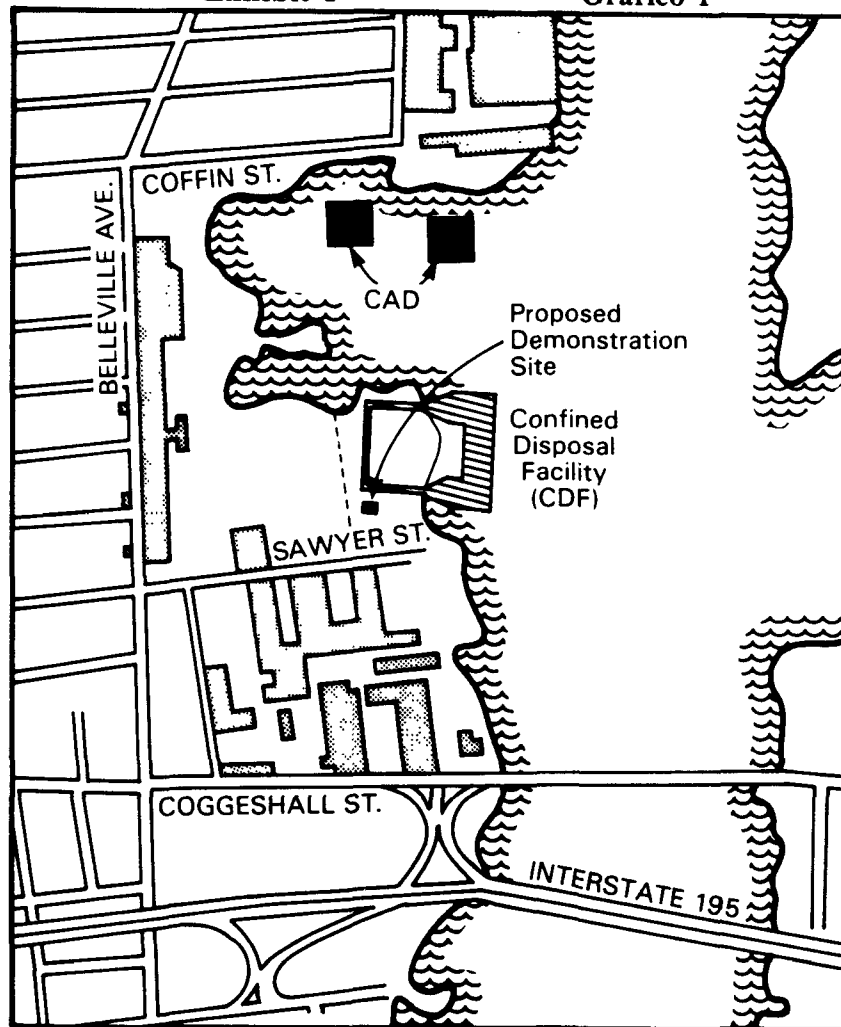 Exhibit 1 Gráfico 1
COFFIN ST.
BELLEVILLE AVE.
CAD
Proposed
Demonstration
Site
Confined
Disposal
Facility
(CDF)
SAWYER ST.
COGGESHALL ST.
INTERSTATE 195